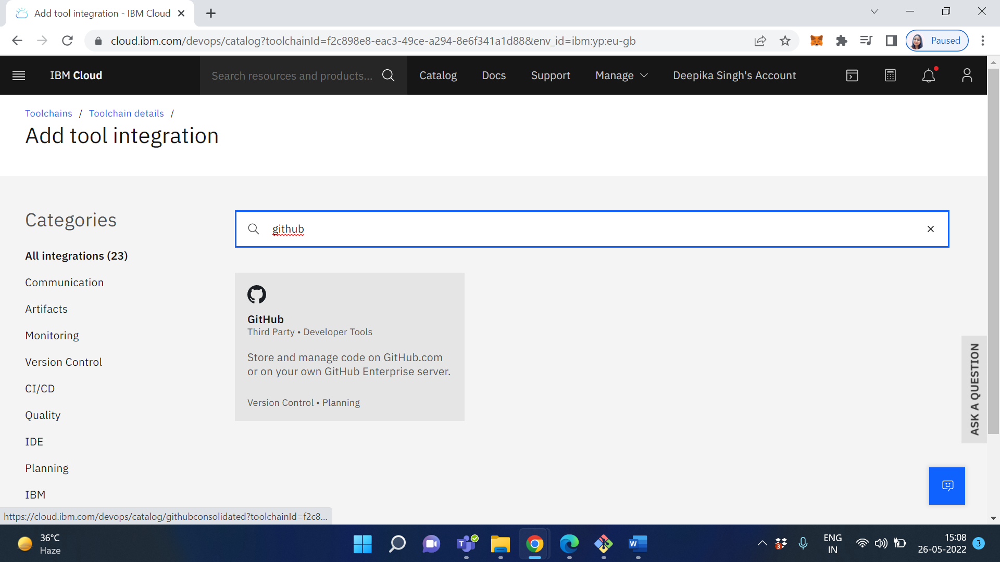 Add tool integration - IBM Cloud
cloud.ibm.com/devops/catalog?toolchainId=f2c898e8-eac3-49ce-a294-8e6f341a1d88&env_id=ibm:yp:eu-gb
Paused
IBM Cloud
Search resources and products...
Catalog
Docs
Support
Manage
Deepika Singh's Account
Toolchains / Toolchain details /
Add tool integration
Categories
github
All integrations (23)
Communication
Artifacts
Monitoring
Version Control
CI/CD
Quality
IDE
Planning
IBM
GitHub
Third Party • Developer Tools
Store and manage code on GitHub.com
or on your own GitHub Enterprise server.
Version Control • Planning
ASK A QUESTION
https://cloud.ibm.com/devops/catalog/githubconsolidated?toolchainId=f2c8...
36°C
Haze
T
W
3
ENG
IN
15:08
26-05-2022
3